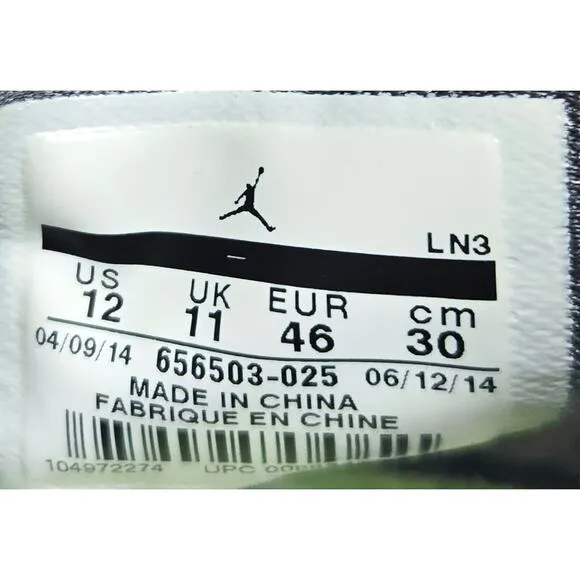 LN3
US UK EUR cm
12 11 46 30
04/09/14 656503-025 06/12/14
MADE IN CHINA
FABRIQUE EN CHINE
104972274 UPC